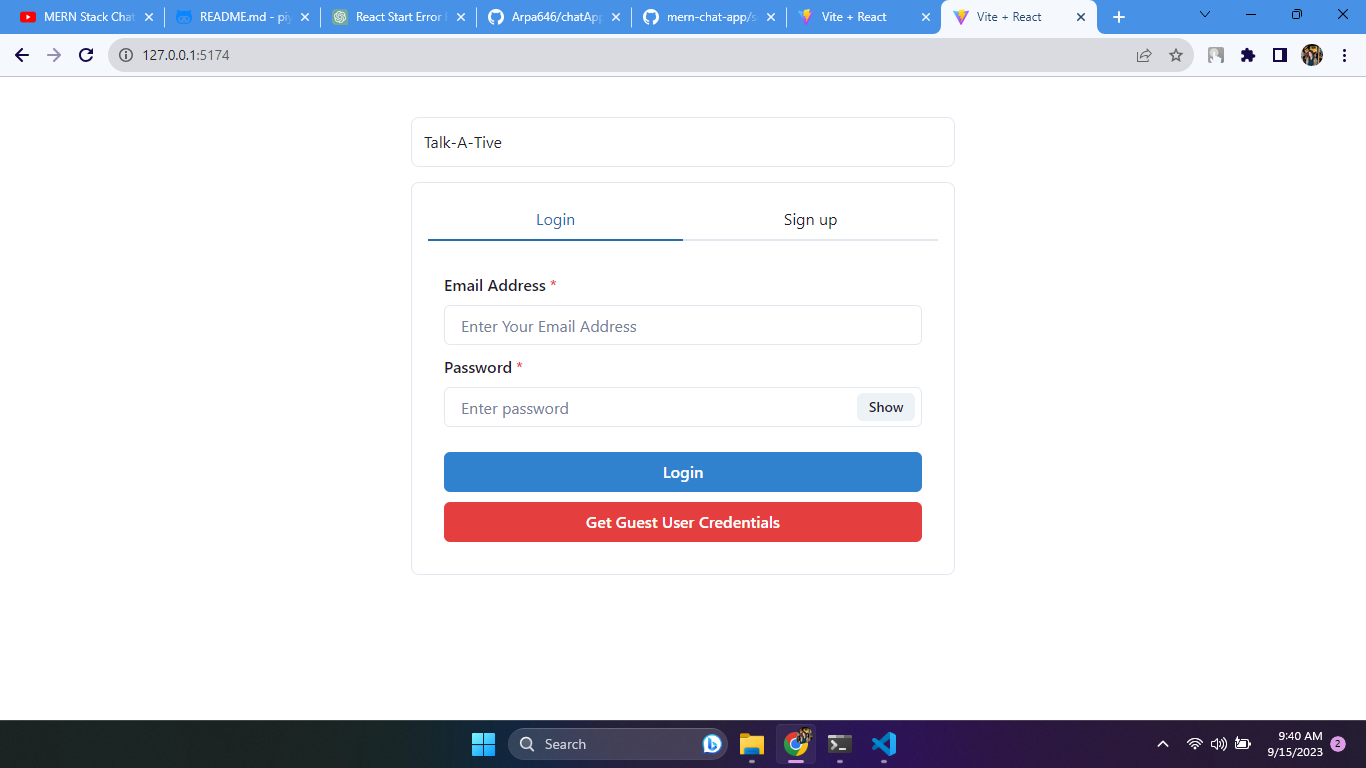 MERN Stack Chat
README.md - piy
React Start Error
Arpa646/chatApp
mern-chat-app/s
Vite + React
Vite + React
127.0.0.1:5174
Talk-A-Tive
Login
Sign up
Email Address *
Enter Your Email Address
Password *
Enter password
Show
Login
Get Guest User Credentials
Search
9:40 AM
9/15/2023
2